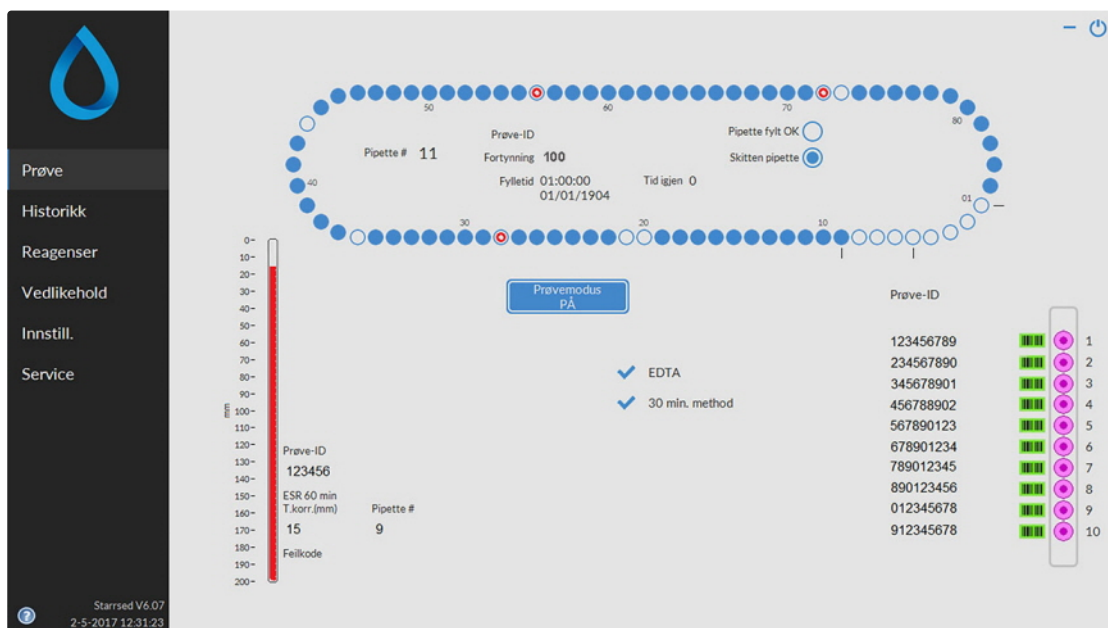 Prøve
Historikk
Reagenser
Vedlikehold
Innstill.
Service
?
Starrsed V6.07
2-5-2017 12:31:23
50
60
70
80
40
01
30
20
10
Prøve-ID
Pipette # 11
Fortynning 100
Fylletid 01:00:00
01/01/1904
Tid igjen 0
Pipette fylt OK
Skitten pipette
Prøvemodus
PÅ
EDTA
30 min. method
mm
0
10
20
30
40
50
60
70
80
90
100
110
120
130
140
150
160
170
180
190
200
Prøve-ID
123456
ESR 60 min
T.korr.(mm)
15
Pipette #
9
Feilkode
Prøve-ID
123456789 1
234567890 2
345678901 3
456788902 4
567890123 5
678901234 6
789012345 7
890123456 8
012345678 9
912345678 10